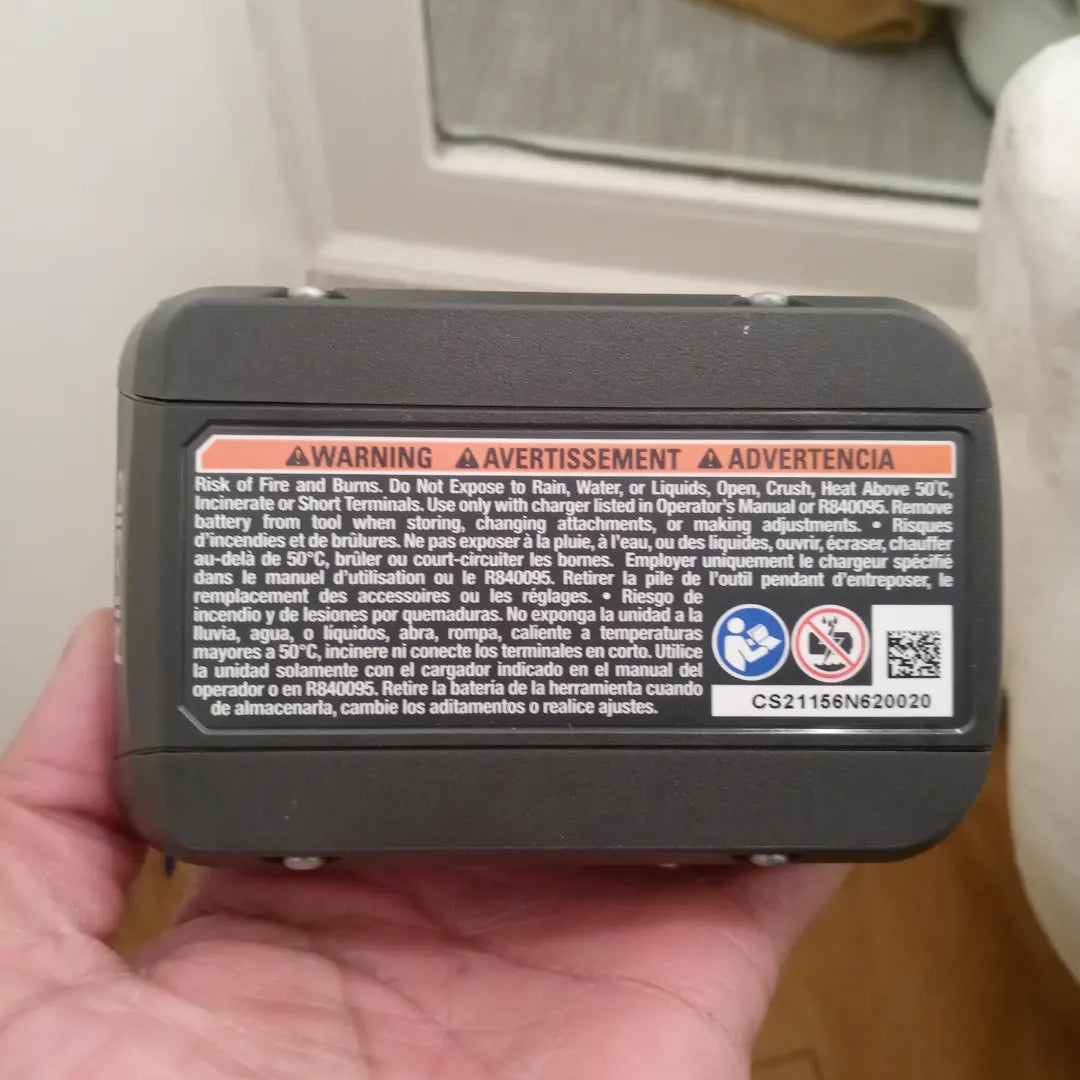 WARNING AVERTISSEMENT ADVERTENCIA
Risk of Fire and Burns. Do Not Expose to Rain, Water, or Liquids, Open, Crush, Heat Above 50°C,
Incinerate or Short Terminals. Use only with charger listed in Operator's Manual or R840095. Remove
battery from tool when storing, changing attachments, or making adjustments. • Risques
d'incendies et de brûlures. Ne pas exposer à la pluie, à l'eau, ou des liquides, ouvrir, écraser, chauffer
au-delà de 50°C, brûler ou court-circuiter les bornes. Employer uniquement le chargeur spécifié
dans le manuel d'utilisation ou le R840095. Retirer la pile de l'outil pendant d'entreposer, le
remplacement des accessoires ou les réglages. • Riesgo de
incendio y de lesiones por quemaduras. No exponga la unidad a la
lluvia, agua, o líquidos, abra, rompa, caliente a temperaturas
mayores a 50°C, incinere ni conecte los terminales en corto. Utilice
la unidad solamente con el cargador indicado en el manual del
operador o en R840095. Retire la batería de la herramienta cuando
de almacenarla, cambie los aditamentos o realice ajustes.
CS21156N620020